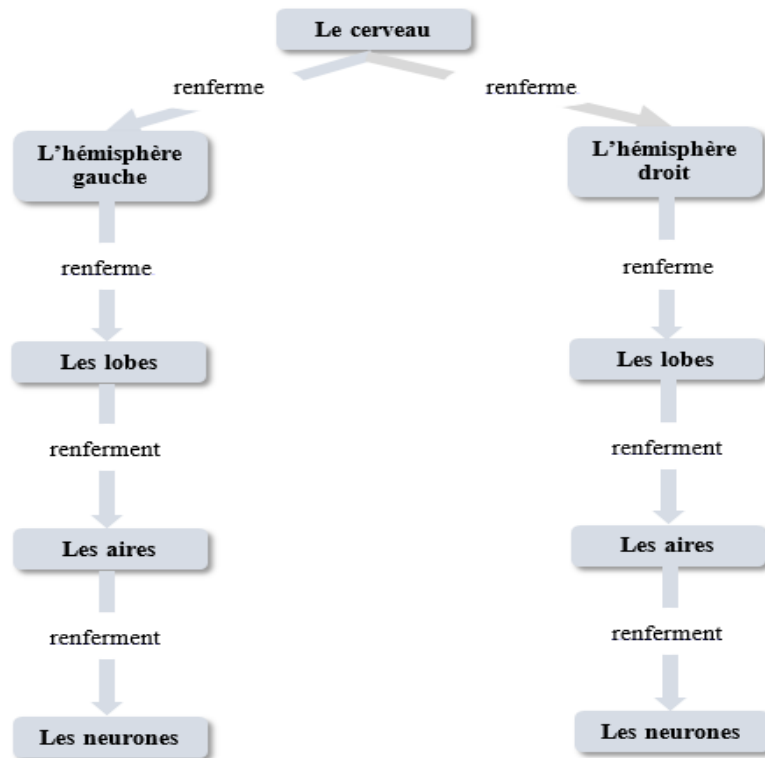 Le cerveau
renferme
renferme
L'hémisphère
gauche
L'hémisphère
droit
renferme
renferme
Les lobes
Les lobes
renferment
renferment
Les aires
Les aires
renferment
renferment
Les neurones
Les neurones